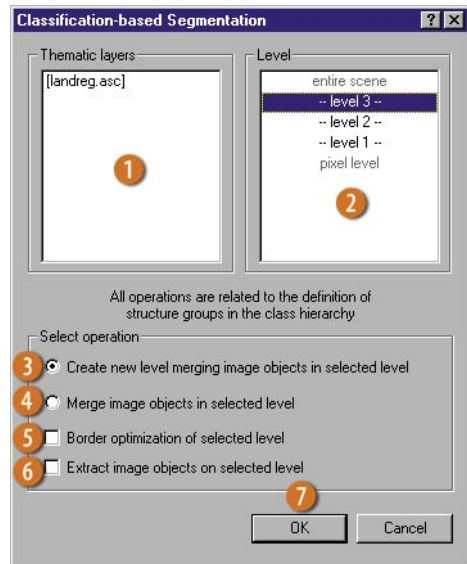 Classification-based Segmentation ? X
Thematic layers
[landreg.asc]
1
Level
entire scene
-- level 3 --
-- level 2 --
-- level 1 --
pixel level
2
All operations are related to the definition of
structure groups in the class hierarchy
Select operation
3 Create new level merging image objects in selected level
4 Merge image objects in selected level
5 Border optimization of selected level
6 Extract image objects on selected level
7
OK Cancel